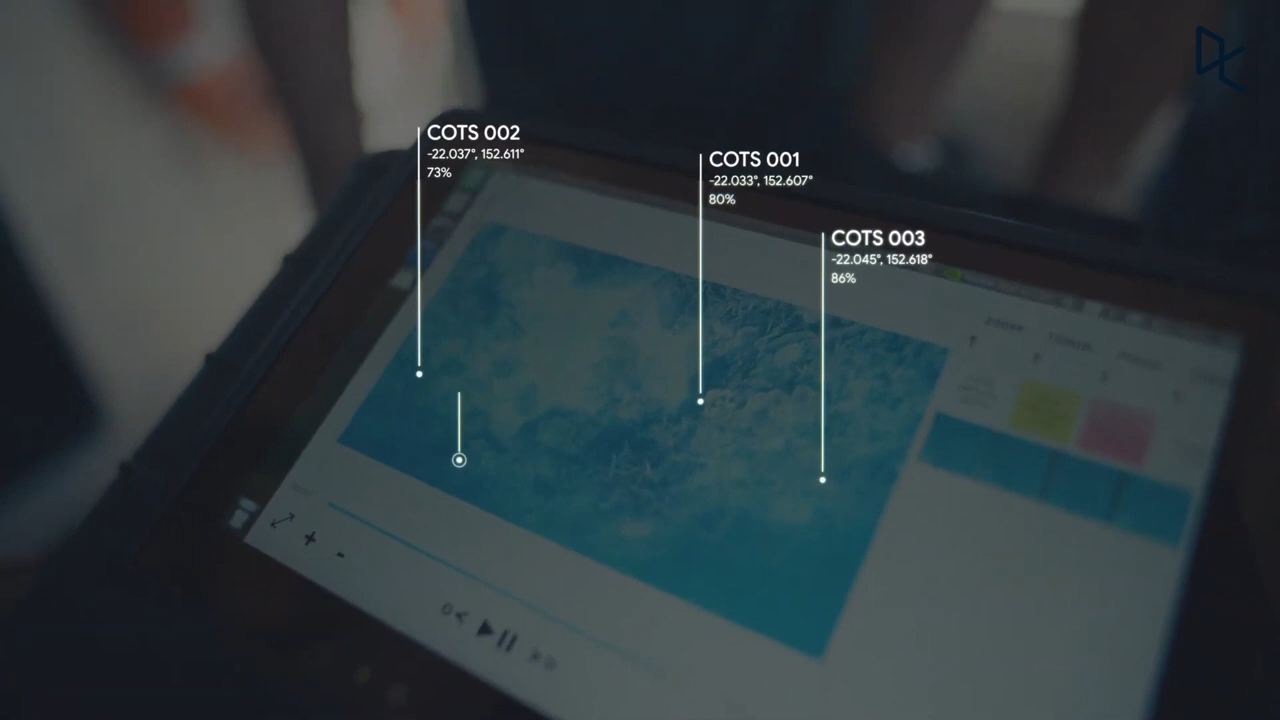 COTS 002
-22.037°, 152.611°
73%
COTS 001
-22.033°, 152.607°
80%
COTS 003
-22.045°, 152.618°
86%